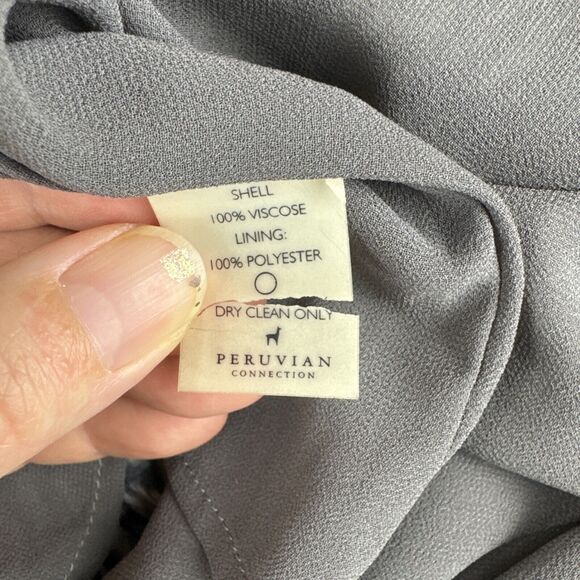 SHELL
100% VISCOSE
LINING:
100% POLYESTER
DRY CLEAN ONLY
PERUVIAN
CONNECTION